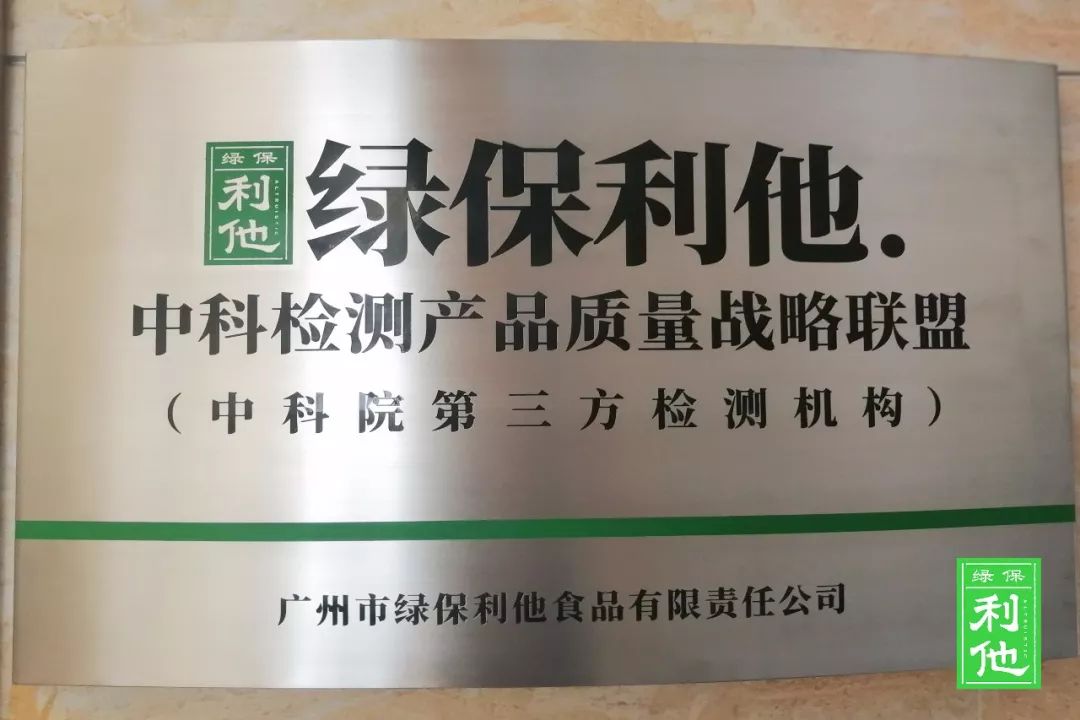 绿保
利他
ALTRUISTIC
绿保利他.
中科检测产品质量战略联盟
(中科院第三方检测机构)
广州市绿保利他食品有限责任公司
绿保
利他
ALTRUISTIC